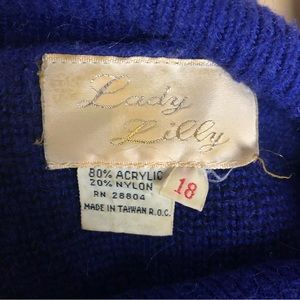 Lady
Lilly
80% ACRYLIC
20% NYLON
RN 28804
MADE IN TAIWAN R.O.C.
18